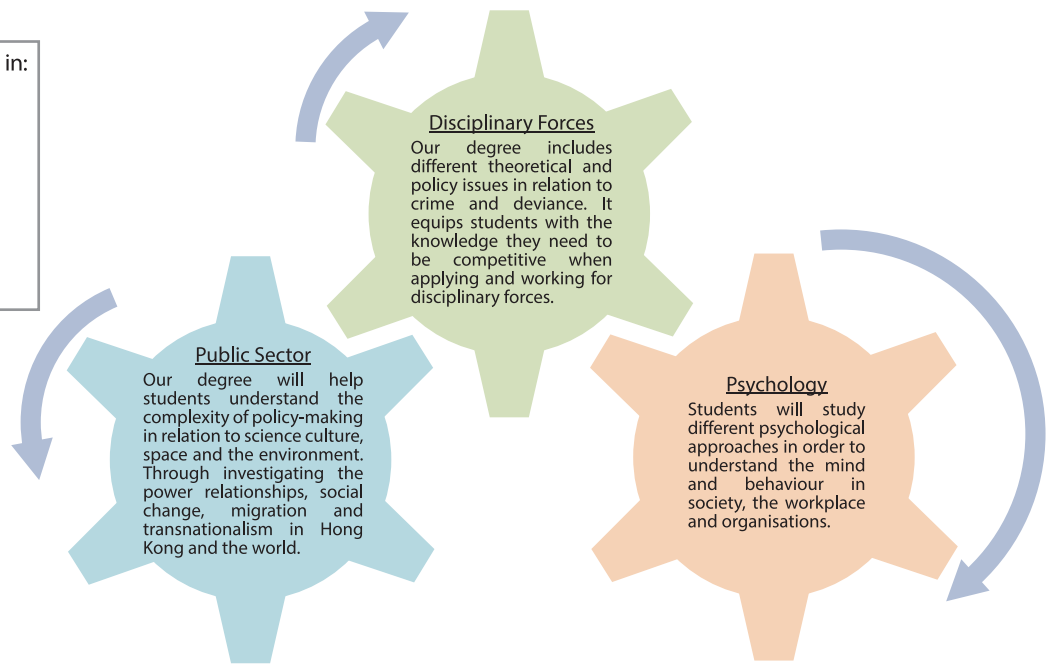 in:
Disciplinary Forces
Our degree includes
different theoretical and
policy issues in relation to
crime and deviance. It
equips students with the
knowledge they need to
be competitive when
applying and working for
disciplinary forces.
Public Sector
Our degree will help
students understand the
complexity of policy-making
in relation to science culture,
space and the environment.
Through investigating the
power relationships, social
change, migration and
transnationalism in Hong
Kong and the world.
Psychology
Students will study
different psychological
approaches in order to
understand the mind
and behaviour in
society, the workplace
and organisations.